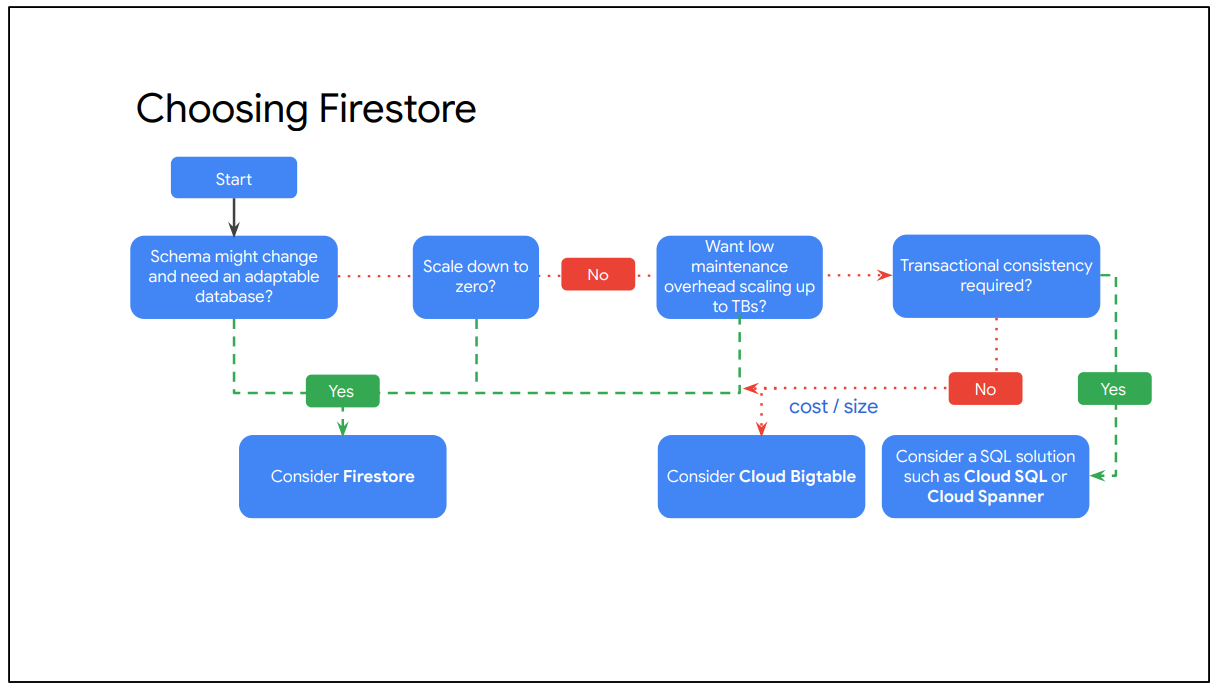 Choosing Firestore
Start
Schema might change
and need an adaptable
database?
Scale down to
zero?
No
Want low
maintenance
overhead scaling up
to TBs?
Transactional consistency
required?
Yes
cost / size
No
Yes
Consider Firestore
Consider Cloud Bigtable
Consider a SQL solution
such as Cloud SQL or
Cloud Spanner